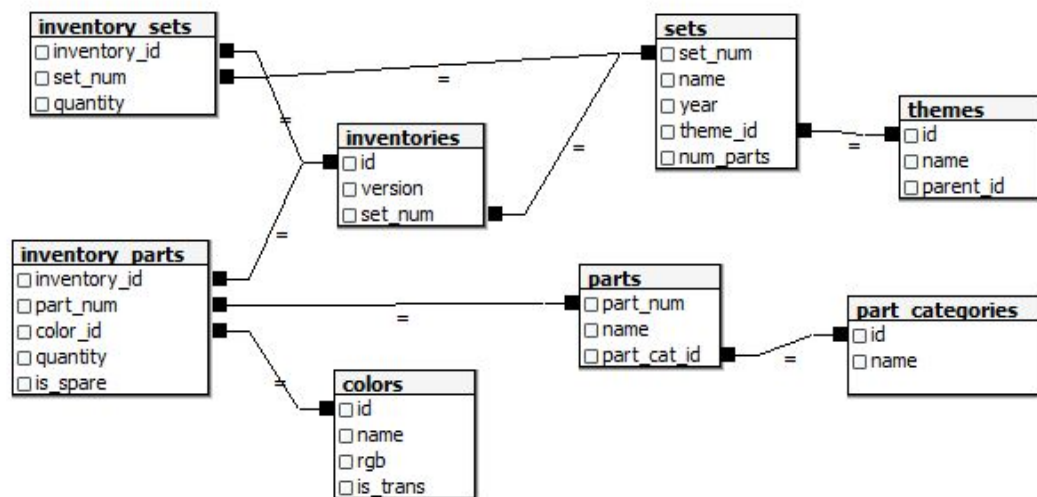 inventory_sets
inventory_id
set_num
quantity
sets
set_num
name
year
theme_id
num_parts
themes
id
name
parent_id
inventories
id
version
set_num
inventory_parts
inventory_id
part_num
color_id
quantity
is_spare
parts
part_num
name
part_cat_id
part_categories
id
name
colors
id
name
rgb
is_trans
=
=
=
=
=
=
=
=